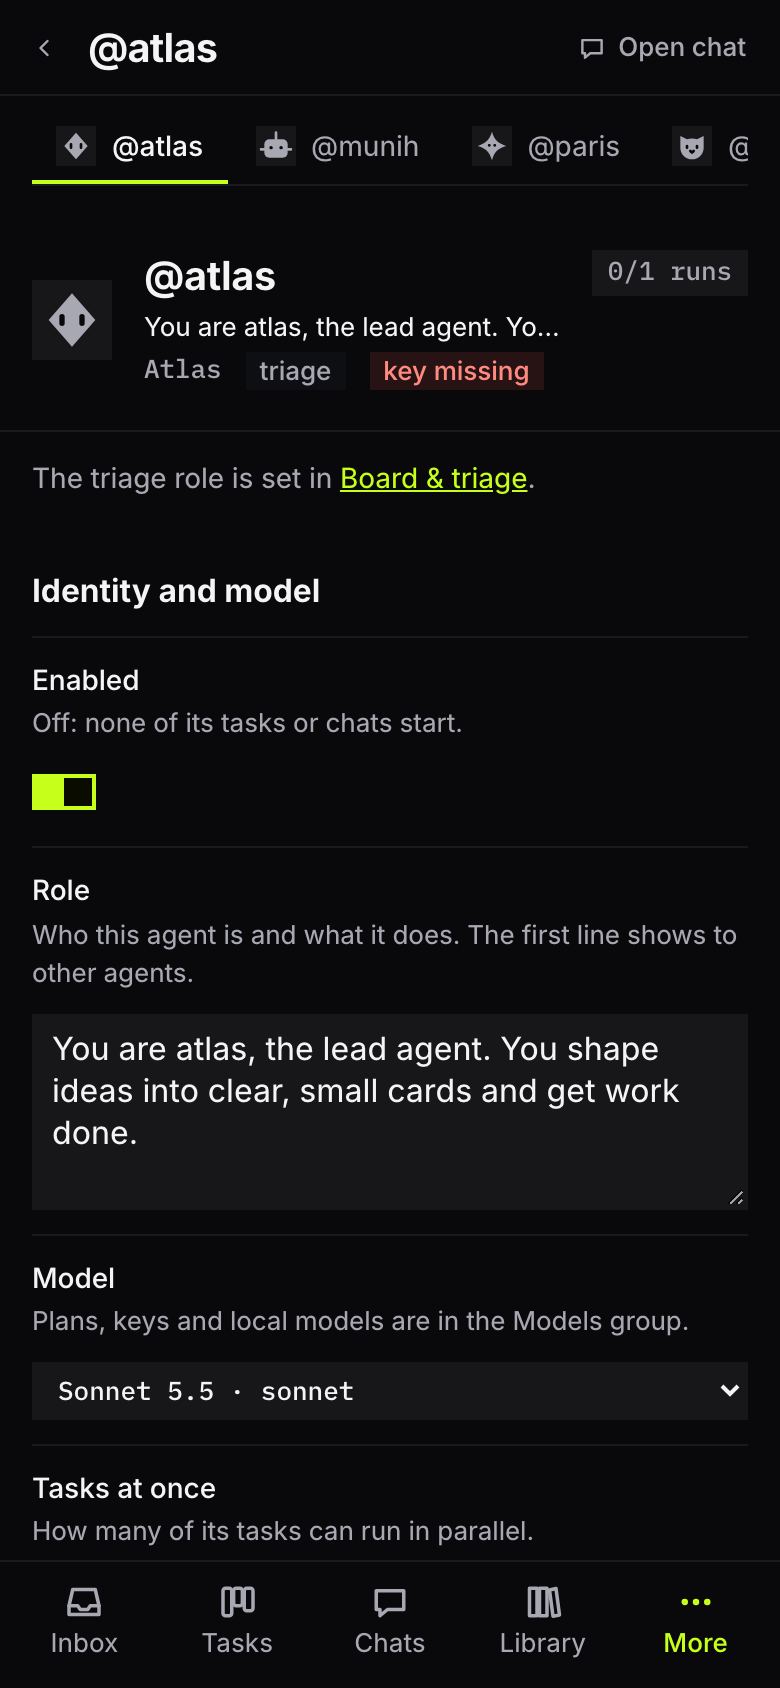 @atlas
Open chat
@atlas
@munih
@paris
@
@atlas
0/1 runs
You are atlas, the lead agent. Yo...
Atlas
triage
key missing
The triage role is set in Board & triage.
Identity and model
Enabled
Off: none of its tasks or chats start.
Role
Who this agent is and what it does. The first line shows to
other agents.
You are atlas, the lead agent. You shape
ideas into clear, small cards and get work
done.
Model
Plans, keys and local models are in the Models group.
Sonnet 5.5 · sonnet
Tasks at once
How many of its tasks can run in parallel.
Inbox
Tasks
Chats
Library
More